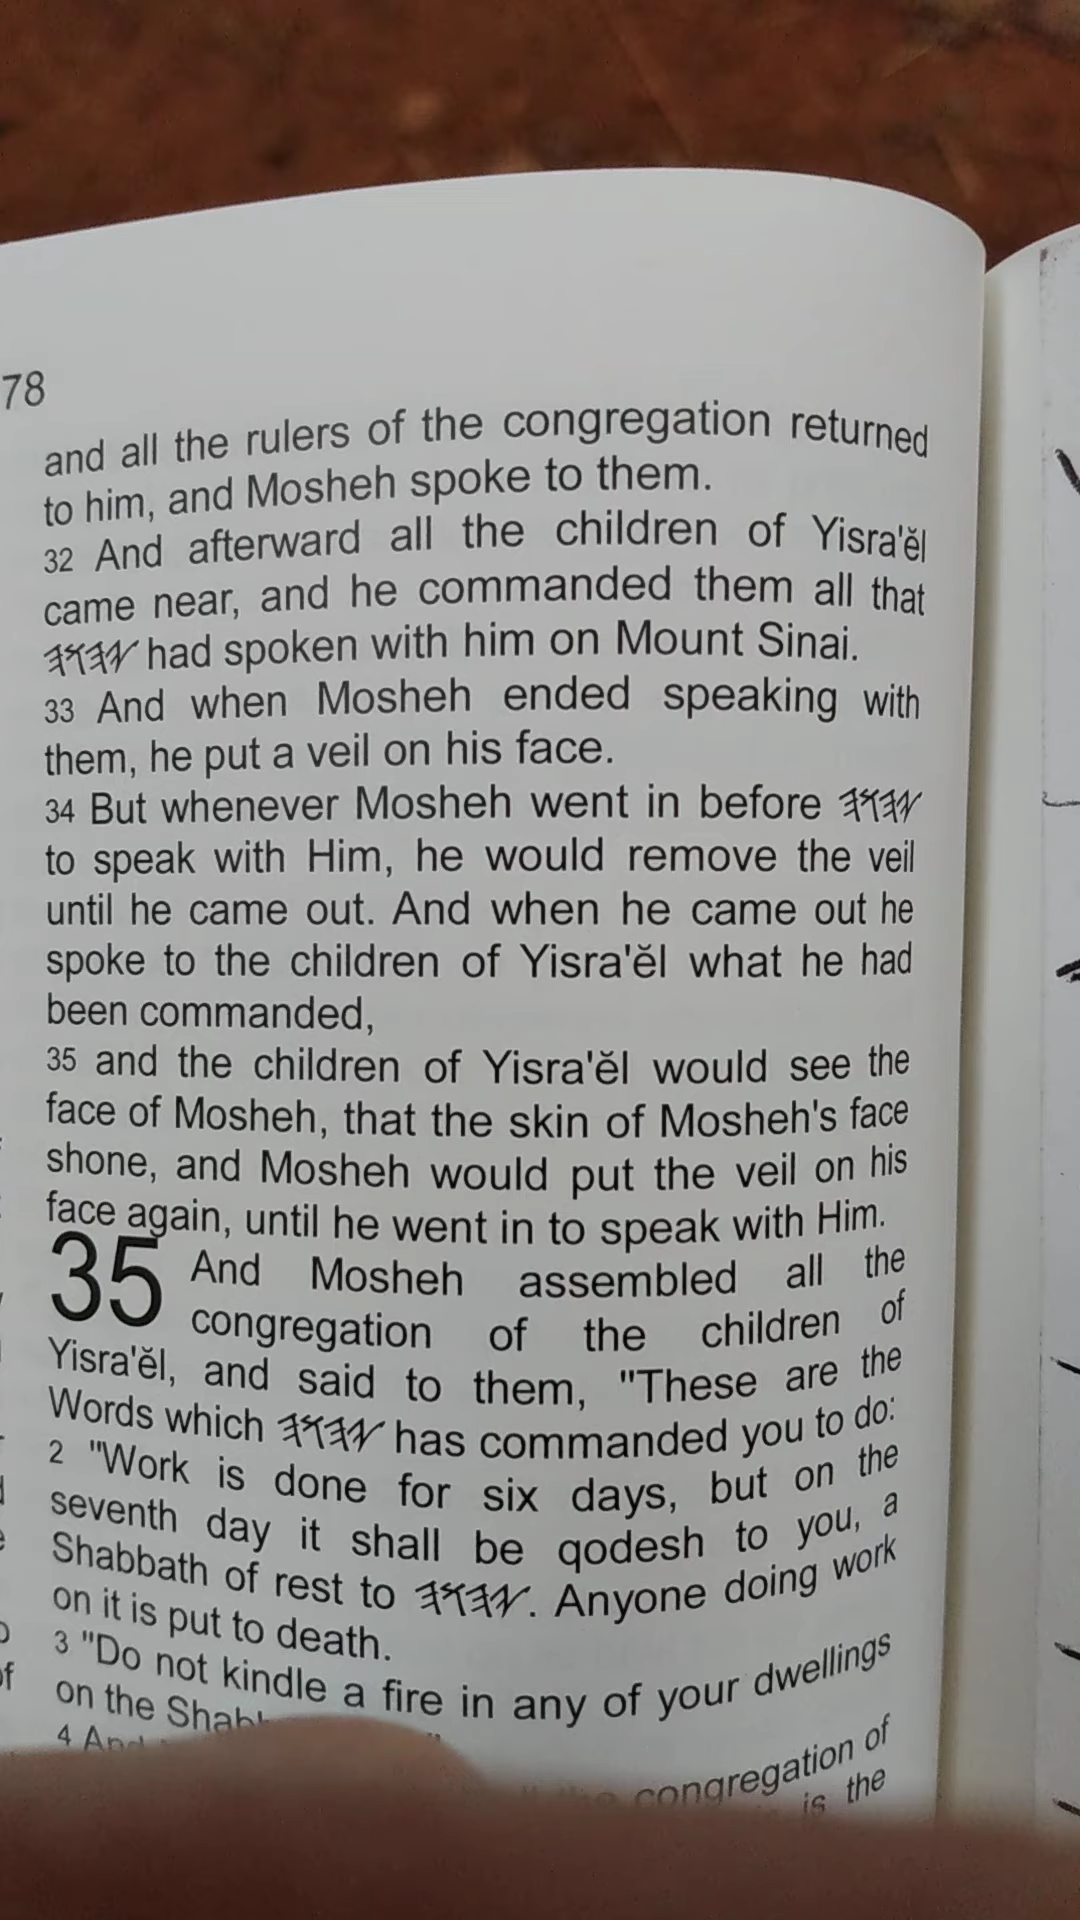 78
and all the rulers of the congregation returned
to him, and Mosheh spoke to them.
32 And afterward all the children of Yisra'ĕl
came near, and he commanded them all that
𐤉𐤄𐤅𐤄 had spoken with him on Mount Sinai.
33 And when Mosheh ended speaking with
them, he put a veil on his face.
34 But whenever Mosheh went in before 𐤉𐤄𐤅𐤄
to speak with Him, he would remove the veil
until he came out. And when he came out he
spoke to the children of Yisra'ĕl what he had
been commanded,
35 and the children of Yisra'ĕl would see the
face of Mosheh, that the skin of Mosheh's face
shone, and Mosheh would put the veil on his
face again, until he went in to speak with Him.
35 And Mosheh assembled all the
congregation of the children of
Yisra'ĕl, and said to them, "These are the
Words which 𐤉𐤄𐤅𐤄 has commanded you to do:
2 "Work is done for six days, but on the
seventh day it shall be qodesh to you, a
Shabbath of rest to 𐤉𐤄𐤅𐤄. Anyone doing work
on it is put to death.
3 "Do not kindle a fire in any of your dwellings
on the
4 congregation of
is the